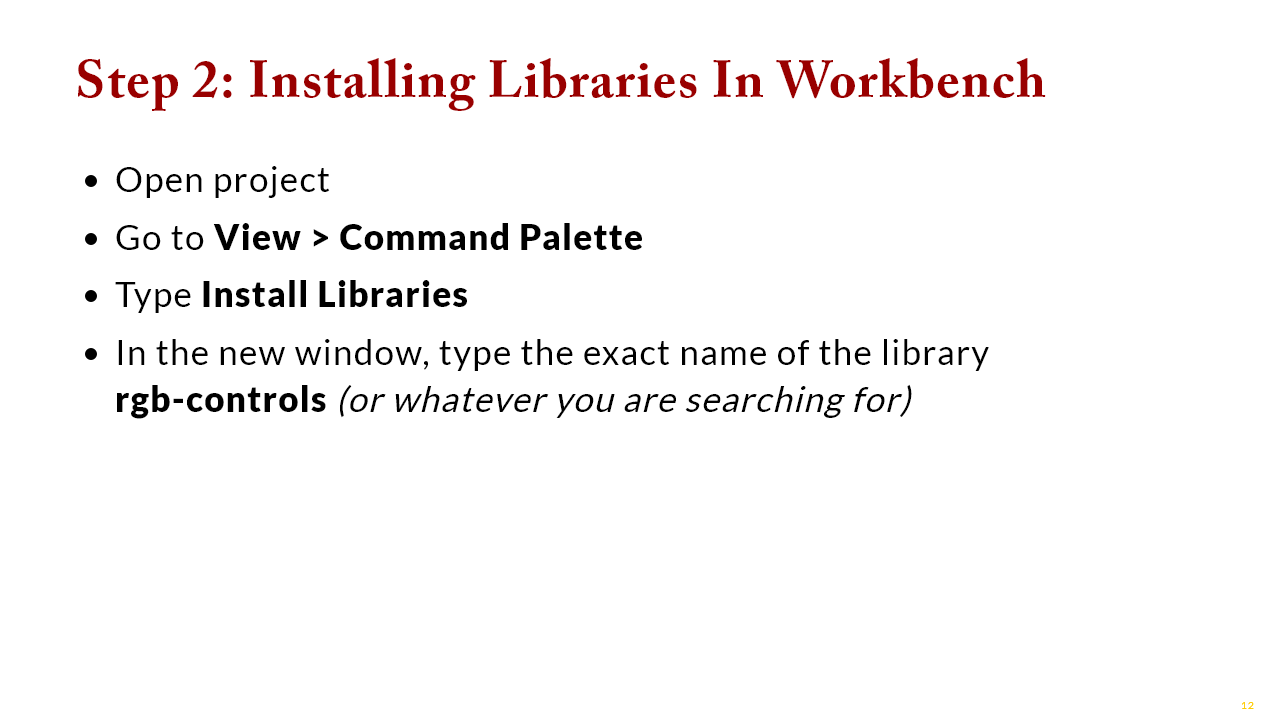 Step 2: Installing Libraries In Workbench
• Open project
• Go to View > Command Palette
• Type Install Libraries
• In the new window, type the exact name of the library
rgb-controls (or whatever you are searching for)
12